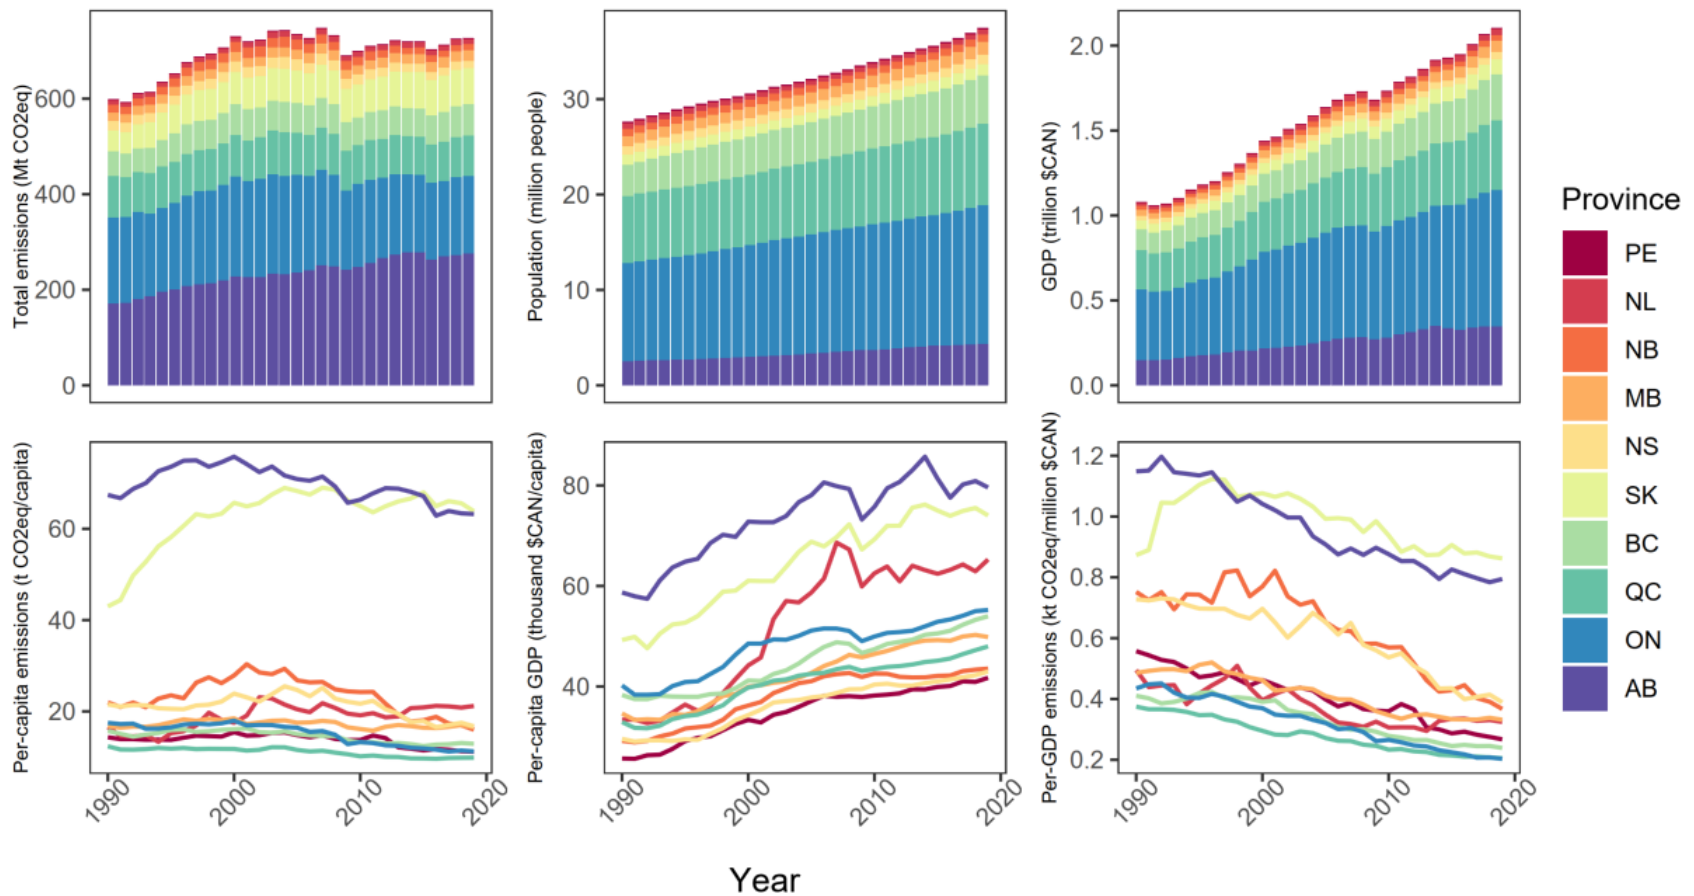 Total emissions (Mt CO2eq)
600
400
200
0
Population (million people)
30
20
10
0
GDP (trillion $CAN)
2.0
1.5
1.0
0.5
0.0
Per-capita emissions (t CO2eq/capita)
60
40
20
1990
2000
2010
2020
Per-capita GDP (thousand $CAN/capita)
80
60
40
1990
2000
2010
2020
Per-GDP emissions (kt CO2eq/million $CAN)
1.2
1.0
0.8
0.6
0.4
0.2
1990
2000
2010
2020
Year
Province
PE
NL
NB
MB
NS
SK
BC
QC
ON
AB